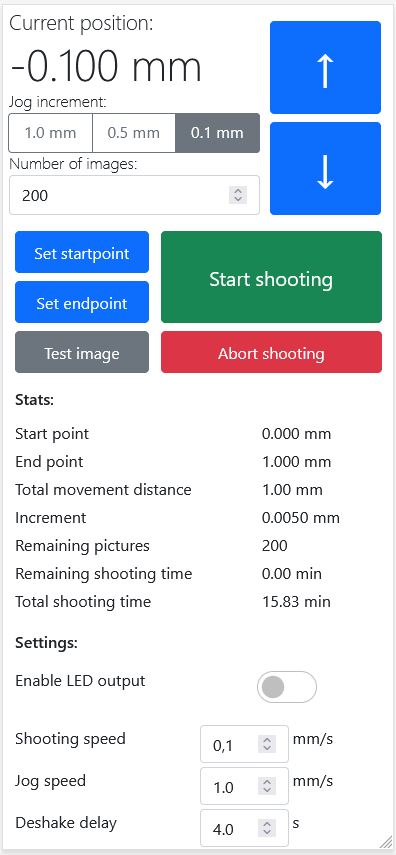 Current position:
-0.100 mm
↑
Jog increment:
1.0 mm 0.5 mm 0.1 mm
↓
Number of images:
200
Set startpoint
Start shooting
Set endpoint
Test image
Abort shooting
Stats:
Start point 0.000 mm
End point 1.000 mm
Total movement distance 1.00 mm
Increment 0.0050 mm
Remaining pictures 200
Remaining shooting time 0.00 min
Total shooting time 15.83 min
Settings:
Enable LED output
Shooting speed 0,1 mm/s
Jog speed 1.0 mm/s
Deshake delay 4.0 s